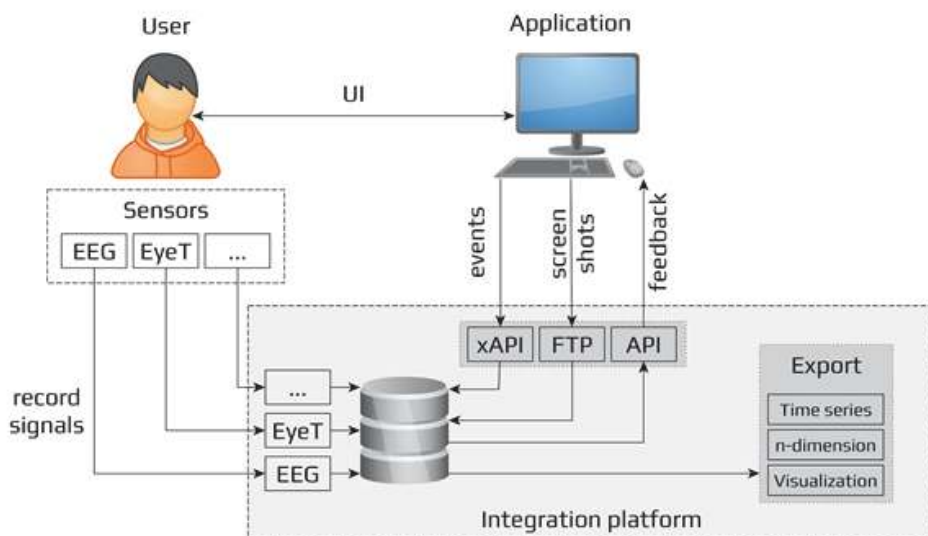 User
Application
UI
Sensors
EEG
EyeT
...
events
screen
shots
feedback
xAPI
FTP
API
record
signals
...
EyeT
EEG
Export
Time series
n-dimension
Visualization
Integration platform